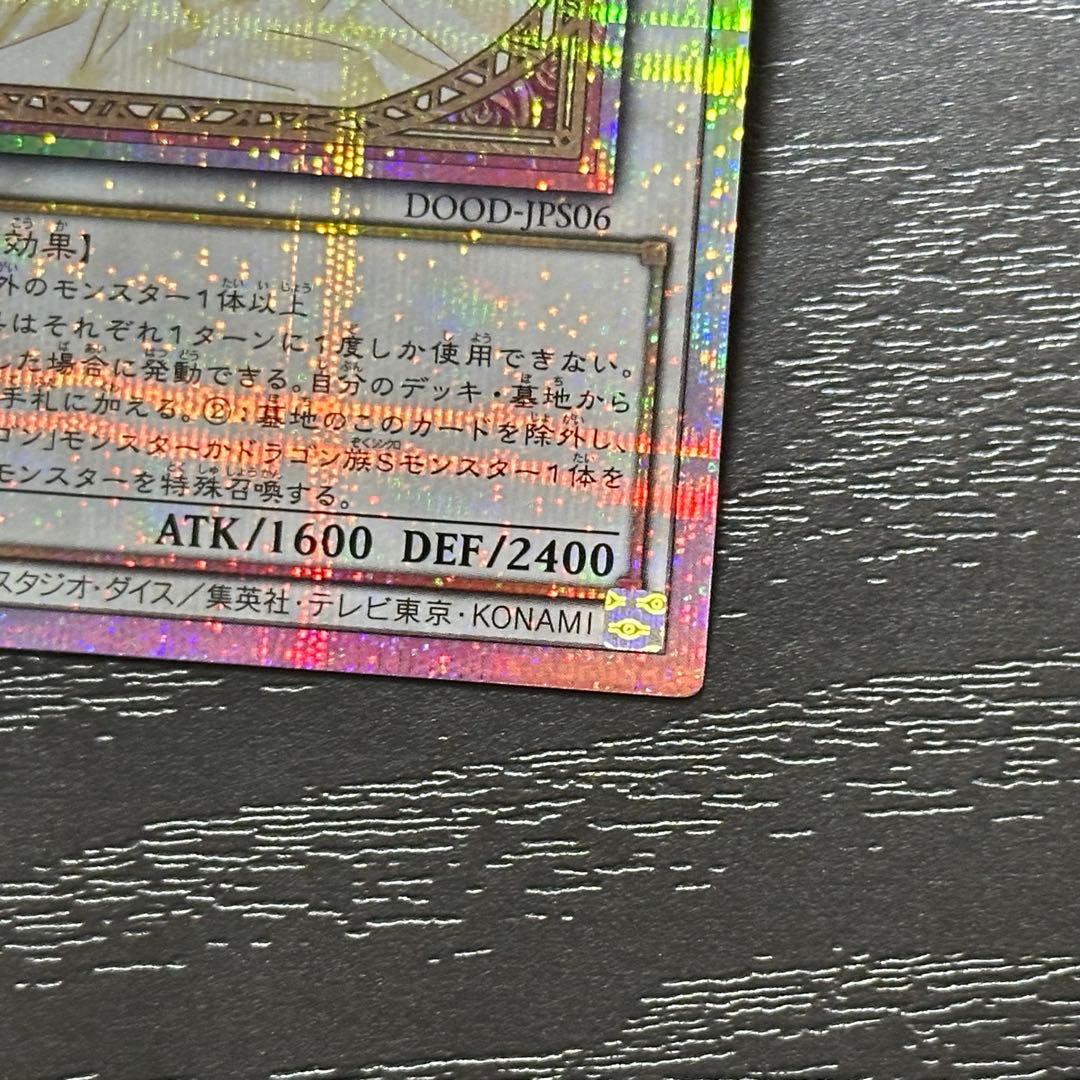 DOOD-JPS06
効果】
外のモンスター1体以上
はそれぞれ1ターンに1度しか使用できない。
した場合に発動できる。自分のデッキ・墓地から
手札に加える。②:墓地のこのカードを除外し、
ゴン」モンスターかドラゴン族Sモンスター1体を
モンスターを特殊召喚する。
ATK/1600 DEF/2400
スタジオ・ダイス/集英社・テレビ東京・KONAMI